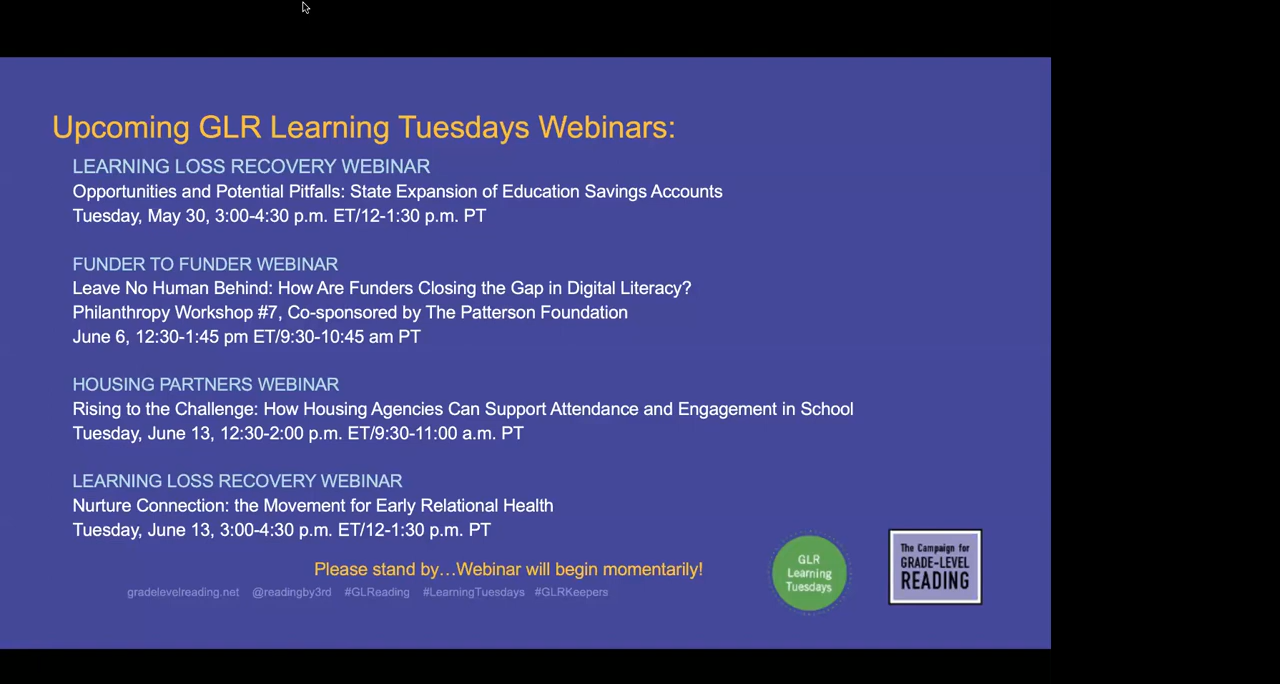 Upcoming GLR Learning Tuesdays Webinars:
LEARNING LOSS RECOVERY WEBINAR
Opportunities and Potential Pitfalls: State Expansion of Education Savings Accounts
Tuesday, May 30, 3:00-4:30 p.m. ET/12-1:30 p.m. PT
FUNDER TO FUNDER WEBINAR
Leave No Human Behind: How Are Funders Closing the Gap in Digital Literacy?
Philanthropy Workshop #7, Co-sponsored by The Patterson Foundation
June 6, 12:30-1:45 pm ET/9:30-10:45 am PT
HOUSING PARTNERS WEBINAR
Rising to the Challenge: How Housing Agencies Can Support Attendance and Engagement in School
Tuesday, June 13, 12:30-2:00 p.m. ET/9:30-11:00 a.m. PT
LEARNING LOSS RECOVERY WEBINAR
Nurture Connection: the Movement for Early Relational Health
Tuesday, June 13, 3:00-4:30 p.m. ET/12-1:30 p.m. PT
Please stand by…Webinar will begin momentarily!
gradelevelreading.net @readingby3rd #GLReading #LearningTuesdays #GLRKeepers
GLR
Learning
Tuesdays
The Campaign for
GRADE-LEVEL
READING